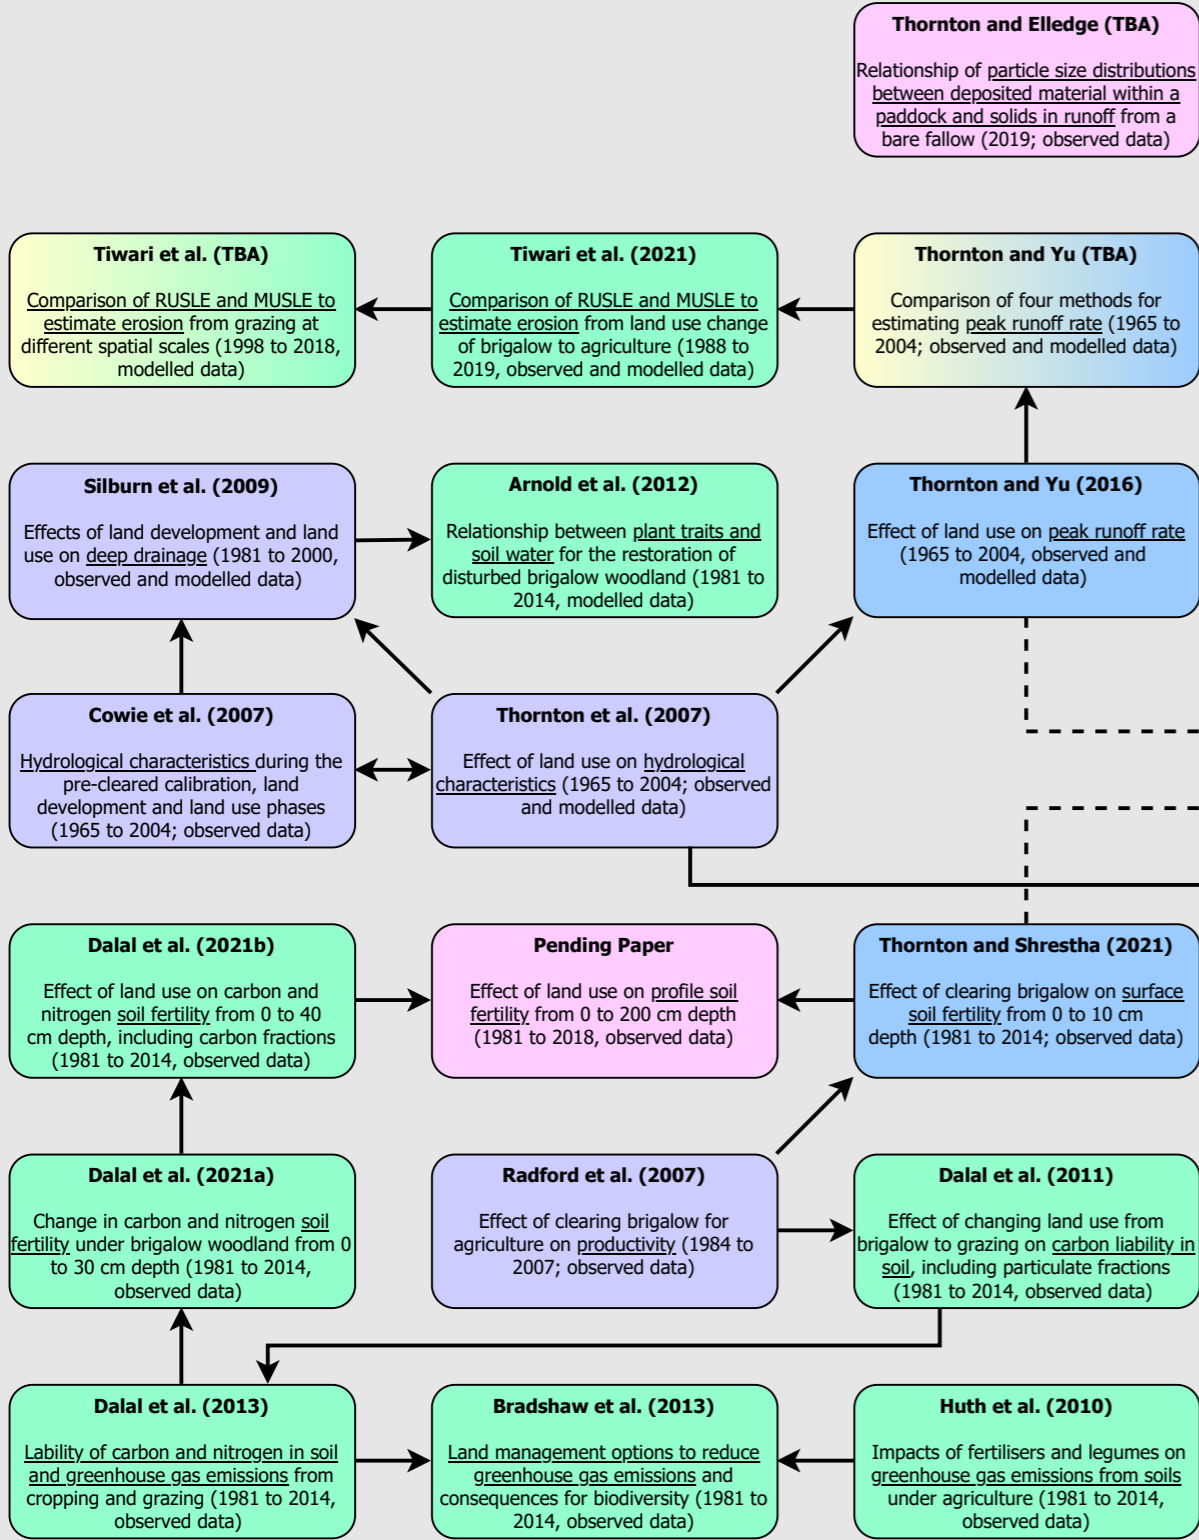 Thornton and Elledge (TBA)
Relationship of particle size distributions
between deposited material within a
paddock and solids in runoff from a
bare fallow (2019; observed data)
Tiwari et al. (TBA)
Comparison of RUSLE and MUSLE to
estimate erosion from grazing at
different spatial scales (1998 to 2018,
modelled data)
Tiwari et al. (2021)
Comparison of RUSLE and MUSLE to
estimate erosion from land use change
of brigalow to agriculture (1988 to
2019, observed and modelled data)
Thornton and Yu (TBA)
Comparison of four methods for
estimating peak runoff rate (1965 to
2004; observed and modelled data)
Silburn et al. (2009)
Effects of land development and land
use on deep drainage (1981 to 2000,
observed and modelled data)
Arnold et al. (2012)
Relationship between plant traits and
soil water for the restoration of
disturbed brigalow woodland (1981 to
2014, modelled data)
Thornton and Yu (2016)
Effect of land use on peak runoff rate
(1965 to 2004, observed and
modelled data)
Cowie et al. (2007)
Hydrological characteristics during the
pre-cleared calibration, land
development and land use phases
(1965 to 2004; observed data)
Thornton et al. (2007)
Effect of land use on hydrological
characteristics (1965 to 2004; observed
and modelled data)
Dalal et al. (2021b)
Effect of land use on carbon and
nitrogen soil fertility from 0 to 40
cm depth, including carbon fractions
(1981 to 2014, observed data)
Pending Paper
Effect of land use on profile soil
fertility from 0 to 200 cm depth
(1981 to 2018, observed data)
Thornton and Shrestha (2021)
Effect of clearing brigalow on surface
soil fertility from 0 to 10 cm
depth (1981 to 2014; observed data)
Dalal et al. (2021a)
Change in carbon and nitrogen soil
fertility under brigalow woodland from 0
to 30 cm depth (1981 to 2014,
observed data)
Radford et al. (2007)
Effect of clearing brigalow for
agriculture on productivity (1984 to
2007; observed data)
Dalal et al. (2011)
Effect of changing land use from
brigalow to grazing on carbon liability in
soil, including particulate fractions
(1981 to 2014, observed data)
Dalal et al. (2013)
Lability of carbon and nitrogen in soil
and greenhouse gas emissions from
cropping and grazing (1981 to 2014,
observed data)
Bradshaw et al. (2013)
Land management options to reduce
greenhouse gas emissions and
consequences for biodiversity (1981 to
2014, observed data)
Huth et al. (2010)
Impacts of fertilisers and legumes on
greenhouse gas emissions from soils
under agriculture (1981 to 2014,
observed data)